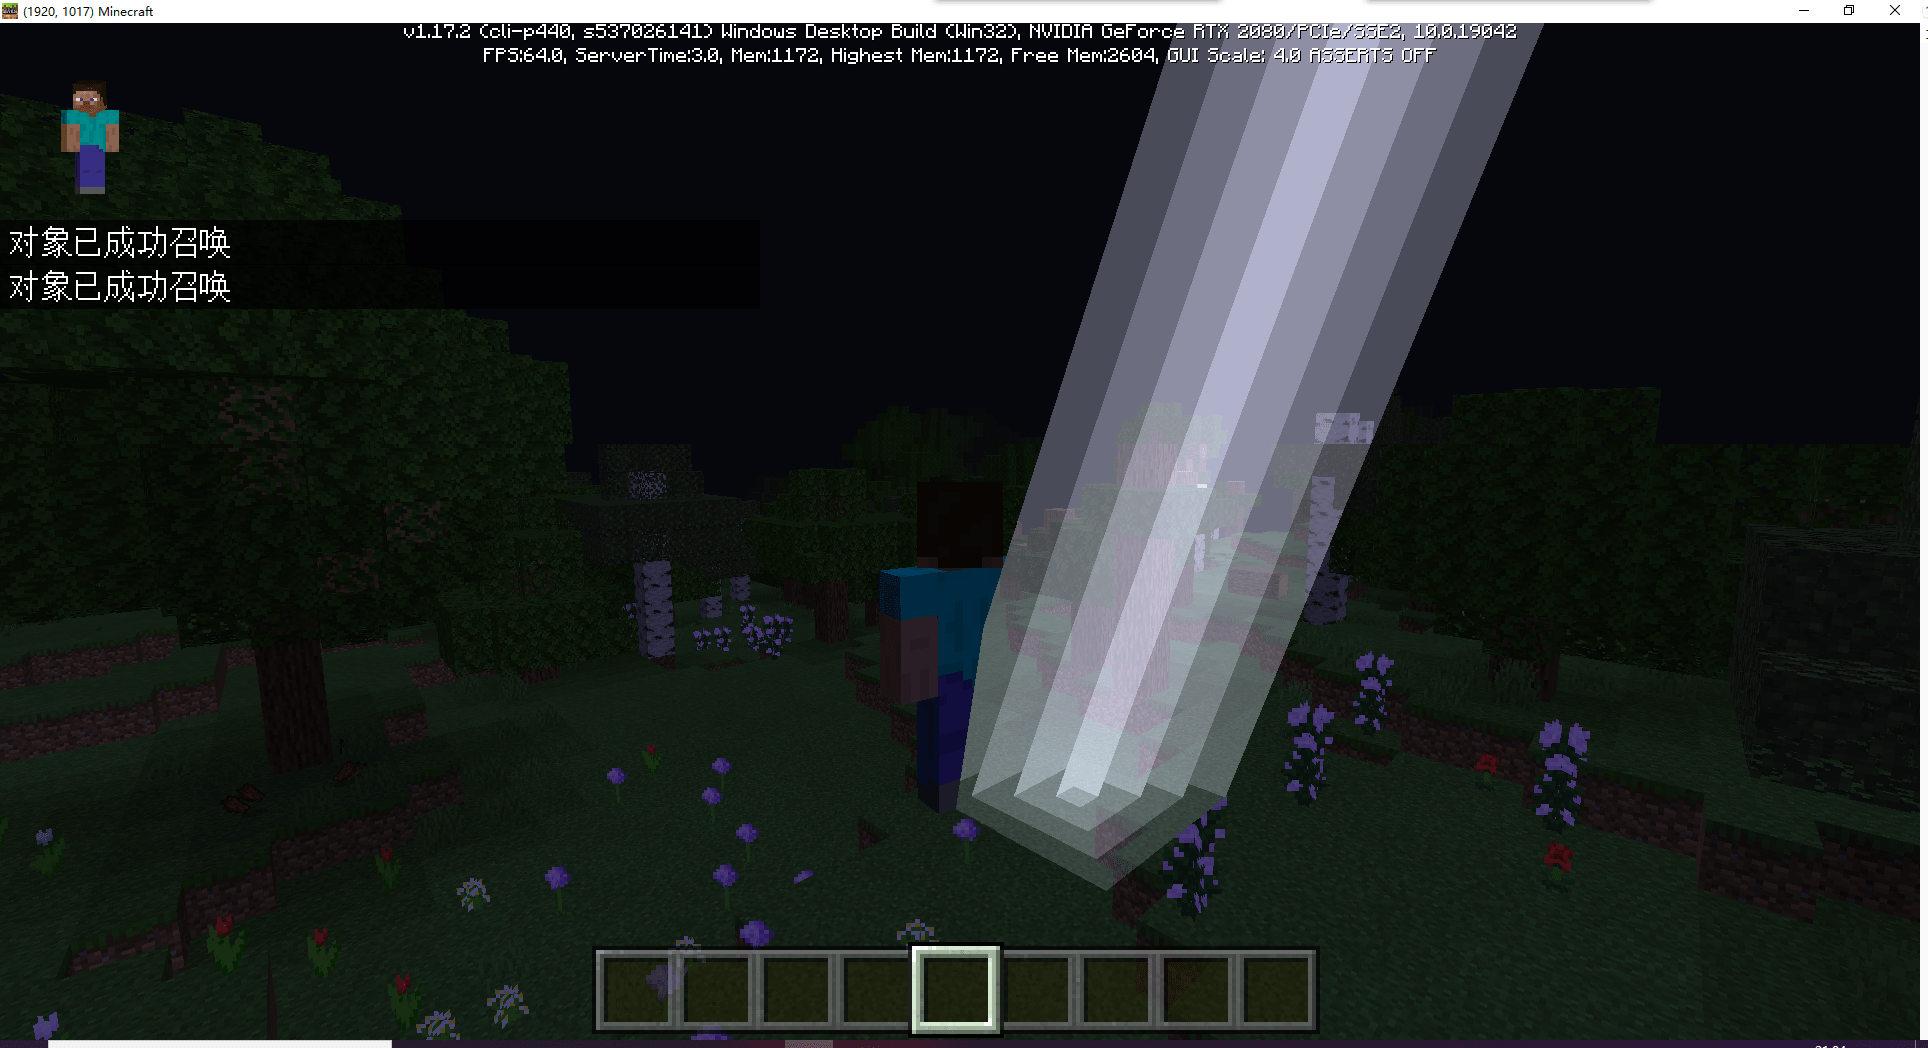 (1920, 1017) Minecraft
v1.17.2 (cli-p440, s537026141) Windows Desktop Build (Win32), NVIDIA GeForce RTX 2080/PCIe/SSE2, 10.0.19042
FPS:64.0, ServerTime:3.0, Mem:1172, Highest Mem:1172, Free Mem:2604, GUI Scale: 4.0 ASSERTS OFF
对象已成功召唤
对象已成功召唤